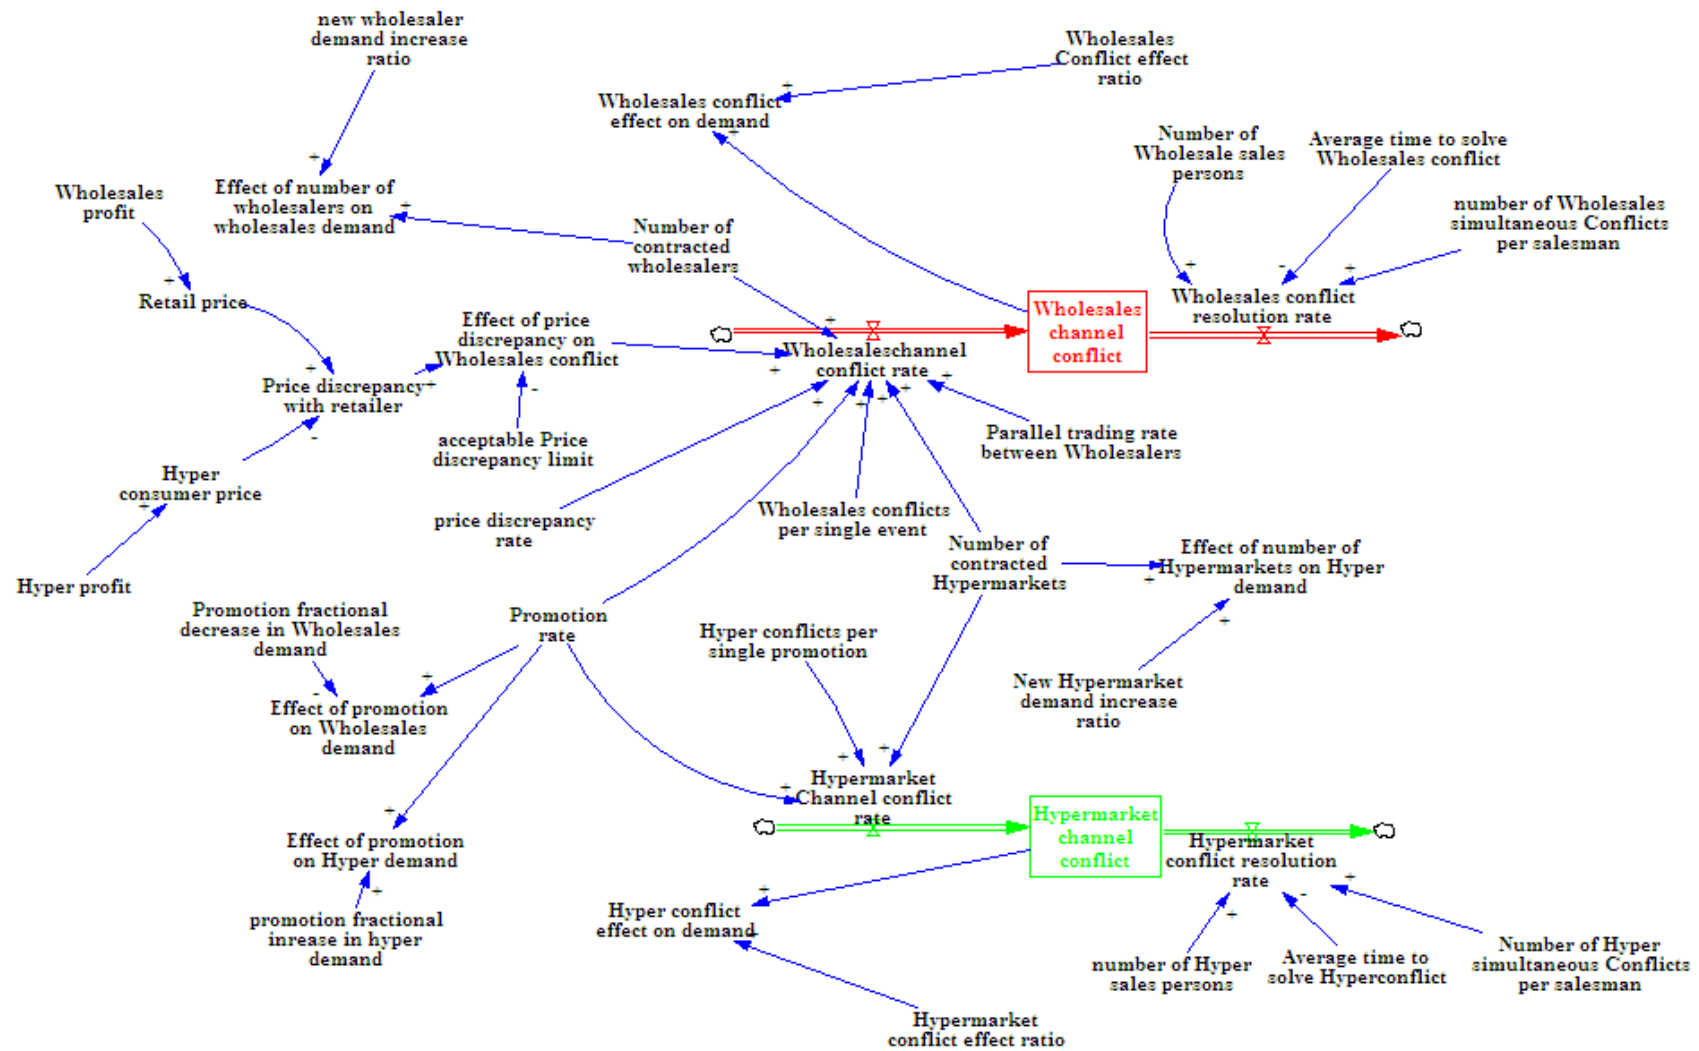 new wholesaler
demand increase
ratio
Wholesales
Conflict effect
ratio
+
Wholesales conflict
effect on demand
+
Number of
Wholesale sales
persons
Average time to solve
Wholesales conflict
number of Wholesales
simultaneous Conflicts
per salesman
+
Effect of number of
wholesalers on
wholesales demand
+
Wholesales
profit
Number of
contracted
wholesalers
+
Retail price
+
-
+
Wholesales conflict
resolution rate
Wholesales
channel
conflict
Effect of price
discrepancy on
Wholesales conflict
+
Wholesaleschannel
conflict rate
+
+
Price discrepancy
with retailer
+
-
-
acceptable Price
discrepancy limit
+
+
+
+
+
Parallel trading rate
between Wholesalers
Hyper
consumer price
+
Hyper profit
price discrepancy
rate
Wholesales conflicts
per single event
Number of
contracted
Hypermarkets
Effect of number of
Hypermarkets on Hyper
demand
+
+
New Hypermarket
demand increase
ratio
Promotion fractional
decrease in Wholesales
demand
Promotion
rate
Hyper conflicts per
single promotion
-
+
Effect of promotion
on Wholesales
demand
+
+
+
Hypermarket
Channel conflict
rate
+
Effect of promotion
on Hyper demand
+
promotion fractional
inrease in hyper
demand
Hypermarket
channel
conflict
Hypermarket
conflict resolution
rate
+
-
+
+
Hyper conflict
effect on demand
+
number of Hyper
sales persons
Average time to
solve Hyperconflict
Number of Hyper
simultaneous Conflicts
per salesman
Hypermarket
conflict effect ratio